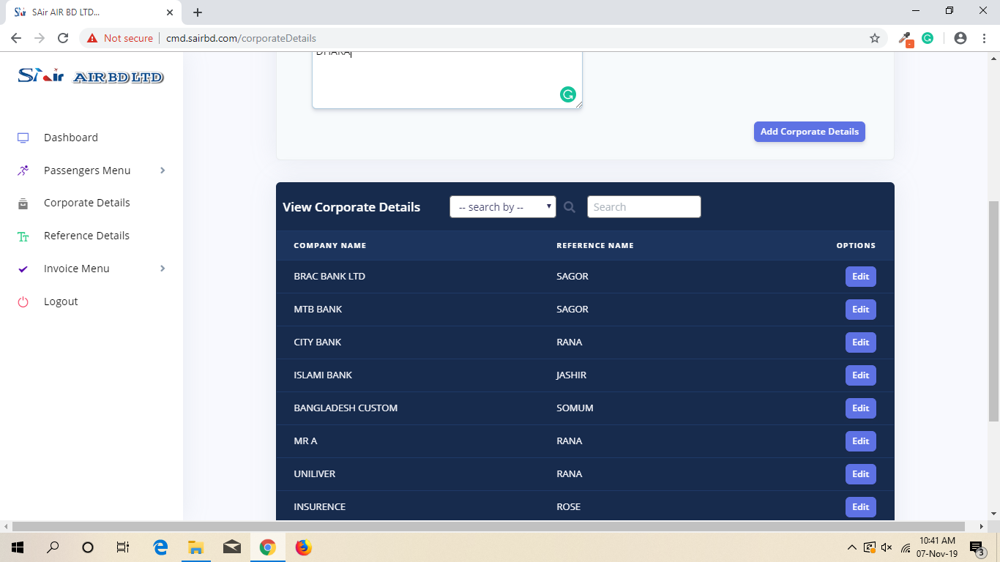 SAir AIR BD LTD...
Not secure
cmd.sairbd.com/corporateDetails
SAir AIR BD LTD
DHAKA
Add Corporate Details
Dashboard
Passengers Menu
Corporate Details
Reference Details
Invoice Menu
Logout
View Corporate Details -- search by -- Search
COMPANY NAME REFERENCE NAME OPTIONS
BRAC BANK LTD SAGOR Edit
MTB BANK SAGOR Edit
CITY BANK RANA Edit
ISLAMI BANK JASHIR Edit
BANGLADESH CUSTOM SOMUM Edit
MR A RANA Edit
UNILIVER RANA Edit
INSURENCE ROSE Edit
10:41 AM
07-Nov-19
3